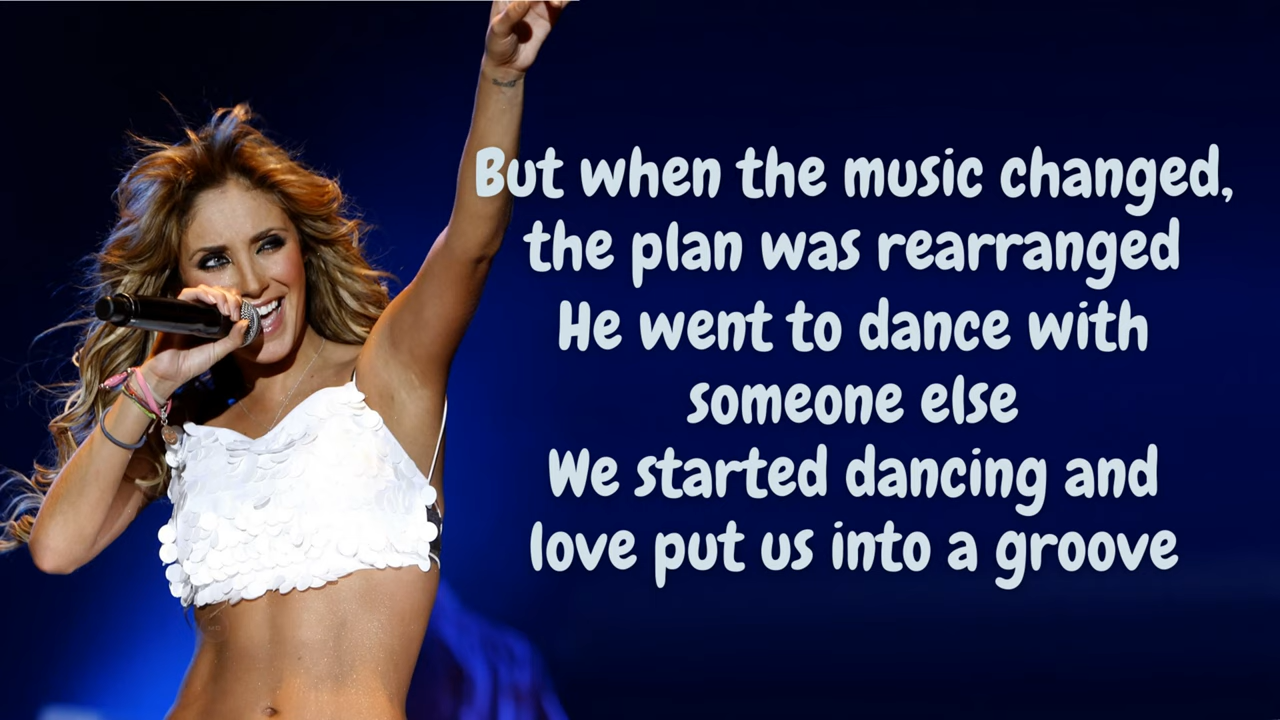 But when the music changed,
the plan was rearranged
He went to dance with
someone else
We started dancing and
love put us into a groove